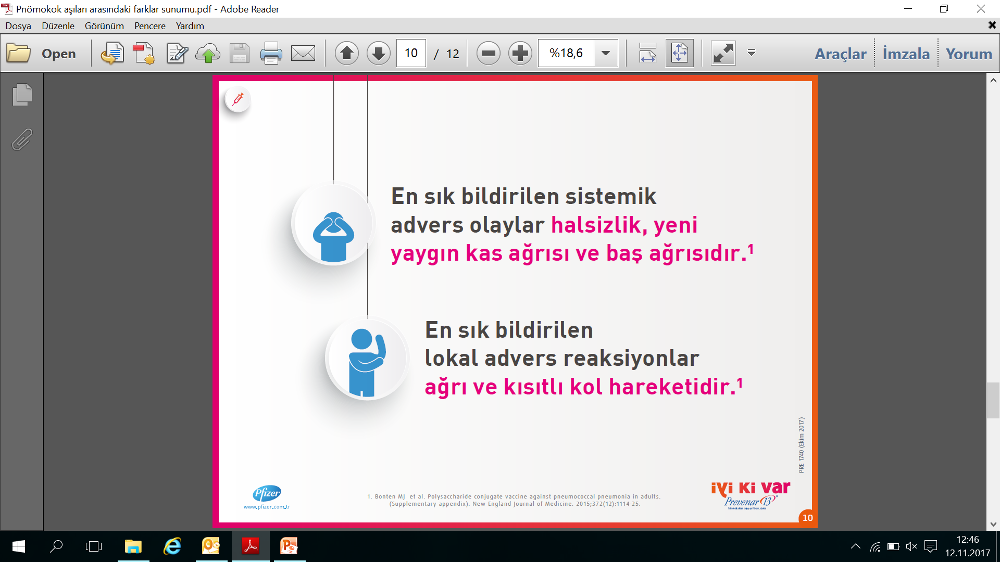 Pnömokok aşıları arasındaki farklar sunumu.pdf - Adobe Reader
Dosya Düzenle Görünüm Pencere Yardım
Open 10 / 12 %18,6 Araçlar İmzala Yorum
En sık bildirilen sistemik
advers olaylar halsizlik, yeni
yaygın kas ağrısı ve baş ağrısıdır.¹
En sık bildirilen
lokal advers reaksiyonlar
ağrı ve kısıtlı kol hareketidir.¹
PRE 1740 (Ekim 2017)
Pfizer
www.pfizer.com.tr
1. Bonten MJ et al. Polysaccharide conjugate vaccine against pneumococcal pneumonia in adults.
(Supplementary appendix). New England Journal of Medicine. 2015;372(12):1114-25.
iyi ki var
Prevenar 13
10
12:46
12.11.2017